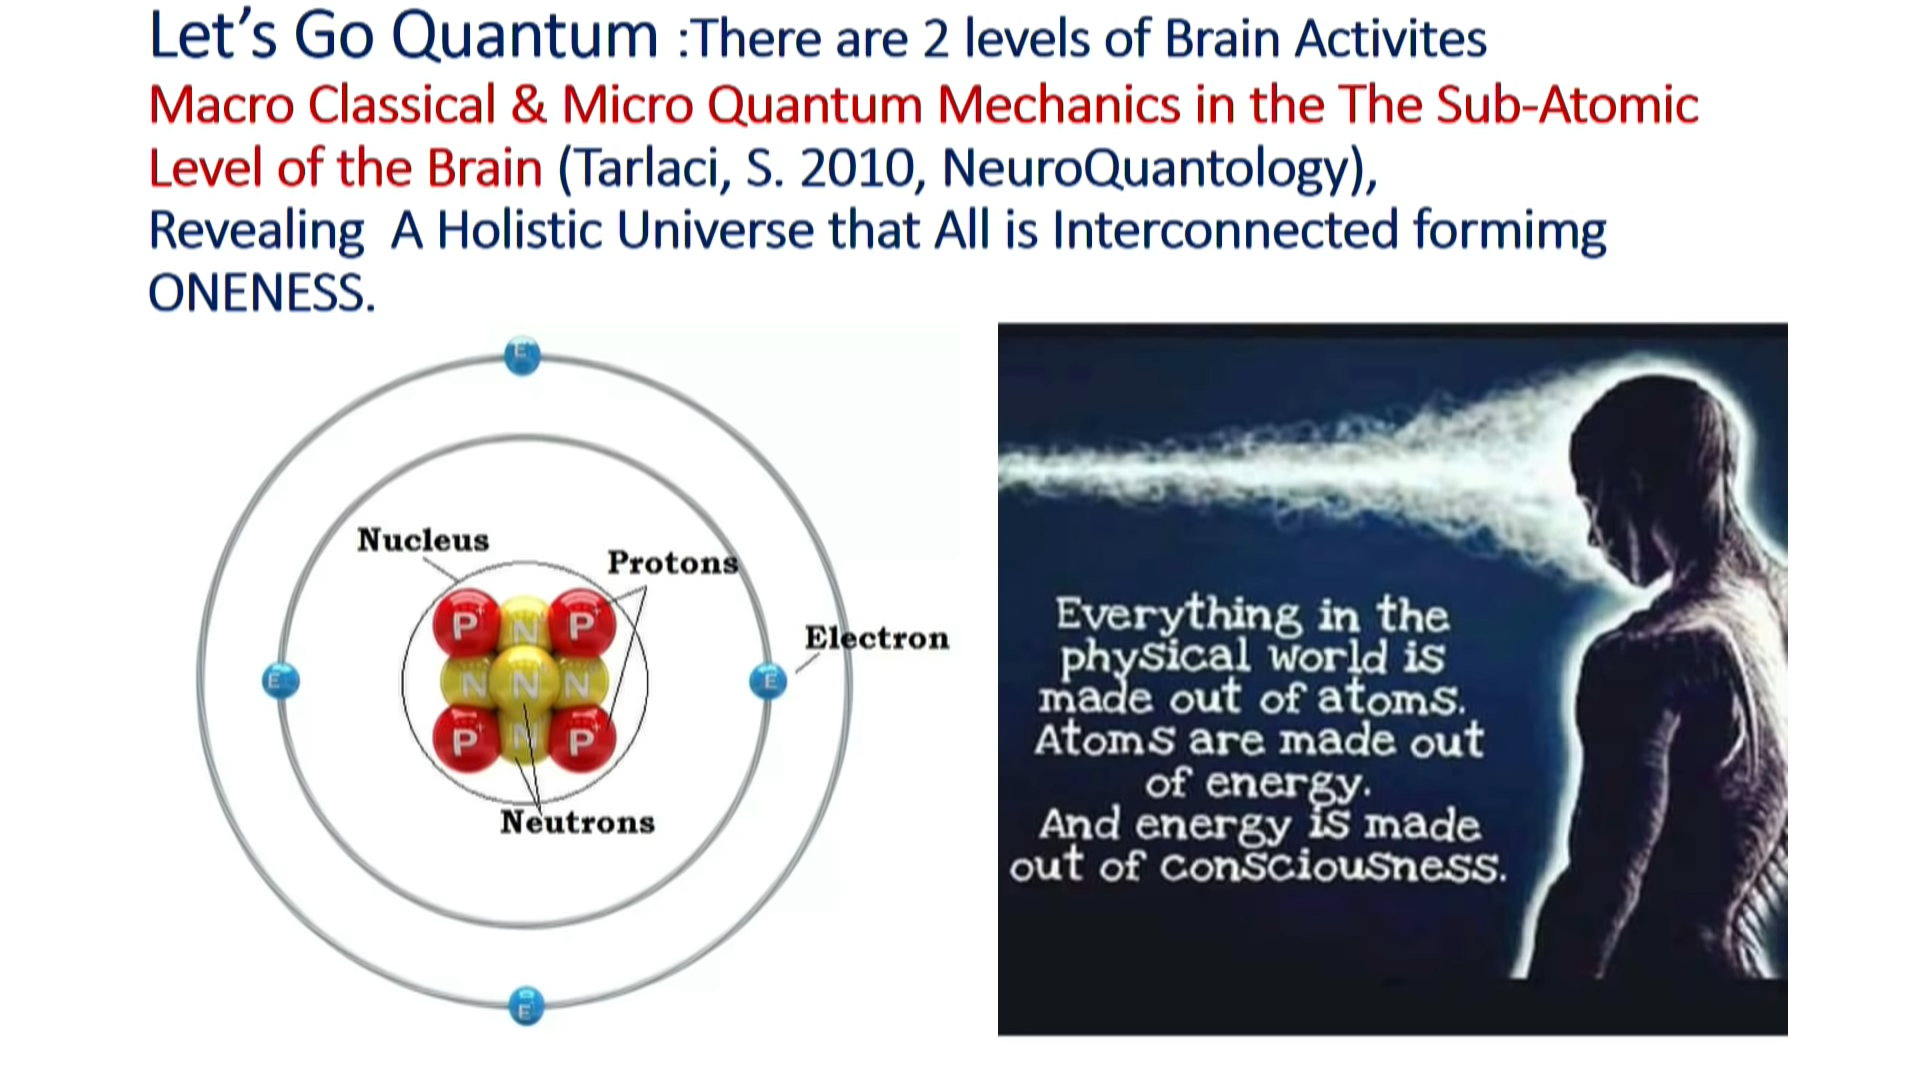 Let's Go Quantum :There are 2 levels of Brain Activites
Macro Classical & Micro Quantum Mechanics in the The Sub-Atomic
Level of the Brain (Tarlaci, S. 2010, NeuroQuantology),
Revealing A Holistic Universe that All is Interconnected formimg
ONENESS.
E
Nucleus
Protons
P+ N P+
Electron
E N N N E
P+ N P+
Neutrons
E
Everything in the
physical world is
made out of atoms.
Atoms are made out
of energy.
And energy is made
out of consciousness.